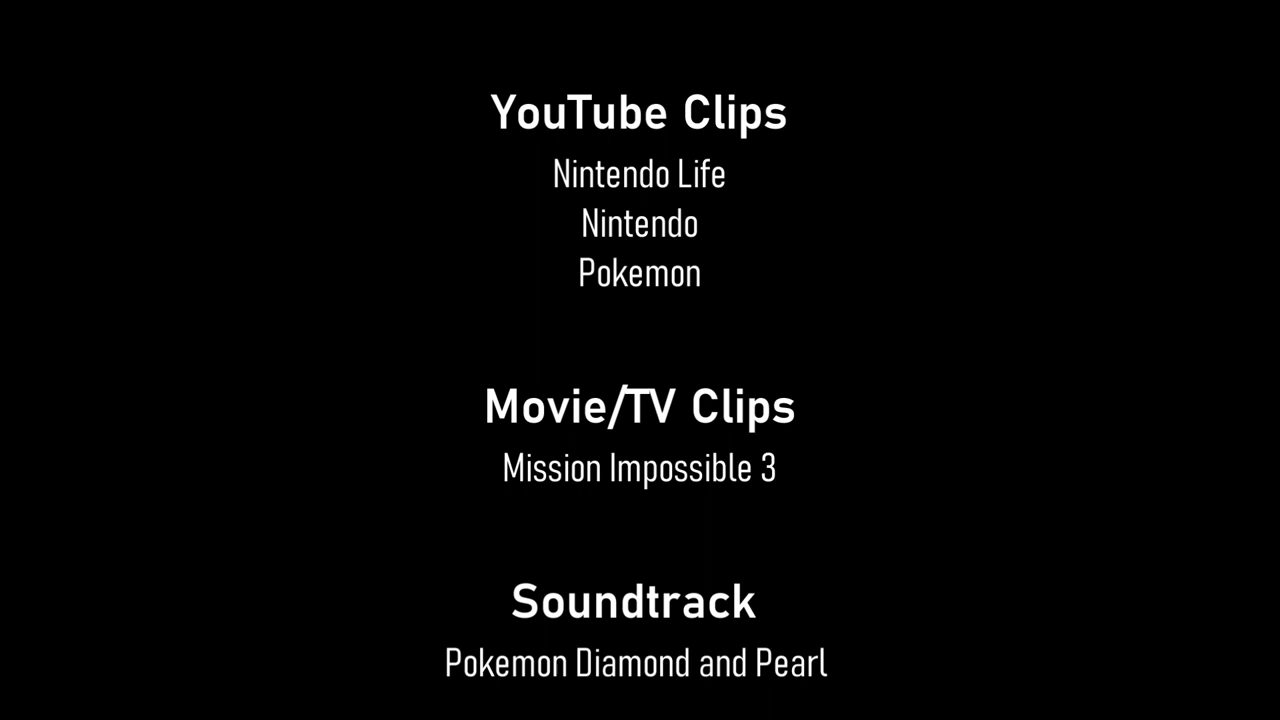 YouTube Clips
Nintendo Life
Nintendo
Pokemon
Movie/TV Clips
Mission Impossible 3
Soundtrack
Pokemon Diamond and Pearl